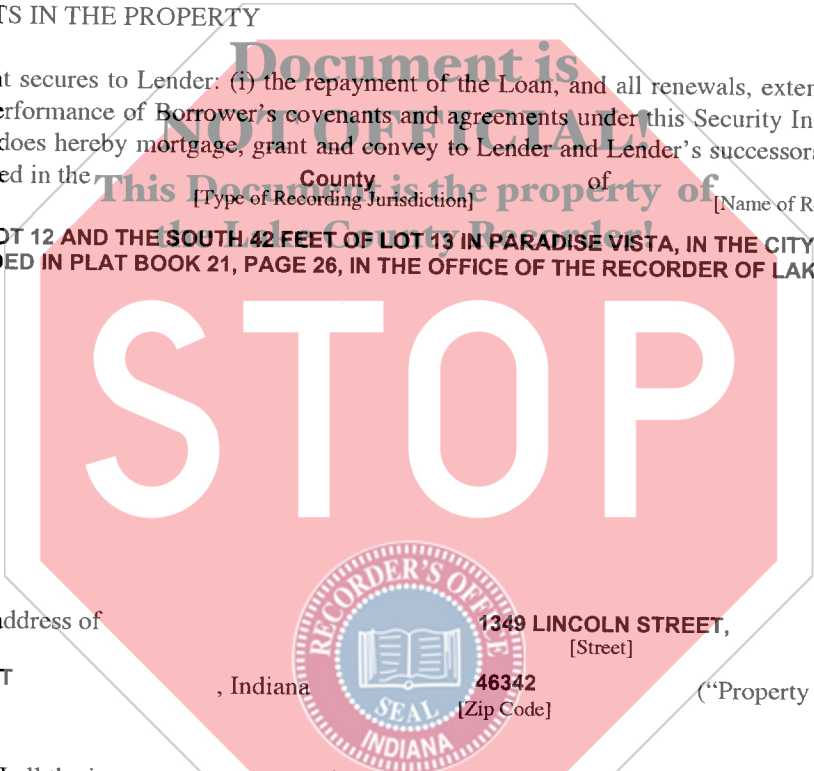 TS IN THE PROPERTY
Document is
nt secures to Lender: (i) the repayment of the Loan, and all renewals, exten
erformance of Borrower's covenants and agreements under this Security In
NOT OFFICIAL!
does hereby mortgage, grant and convey to Lender and Lender's successors
ed in the County of
This Document is the property of
[Type of Recording Jurisdiction] [Name of R
the Lake County Recorder!
OT 12 AND THE SOUTH 42 FEET OF LOT 13 IN PARADISE VISTA, IN THE CITY
DED IN PLAT BOOK 21, PAGE 26, IN THE OFFICE OF THE RECORDER OF LAK
STOP
RECORDER'S OFFICE
address of 1349 LINCOLN STREET,
[Street]
T , Indiana 46342 ("Property
[Zip Code]
SEAL
INDIANA